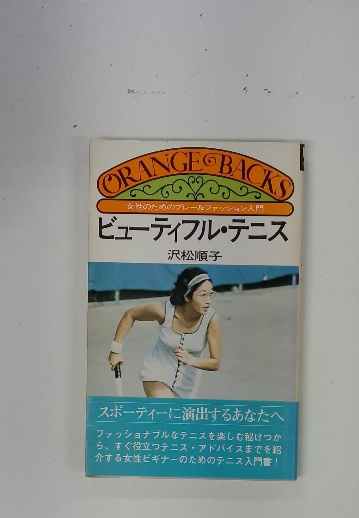 ORANGE BACKS
女性のためのプレー&ファッション入門
ビューティフル・テニス
沢松順子
スポーティーに演出するあなたへ
ファッショナブルなテニスを楽しむ秘けつか
ら、すぐ役立つテニス・アドバイスまでを紹
介する女性ビギナーのためのテニス入門書!